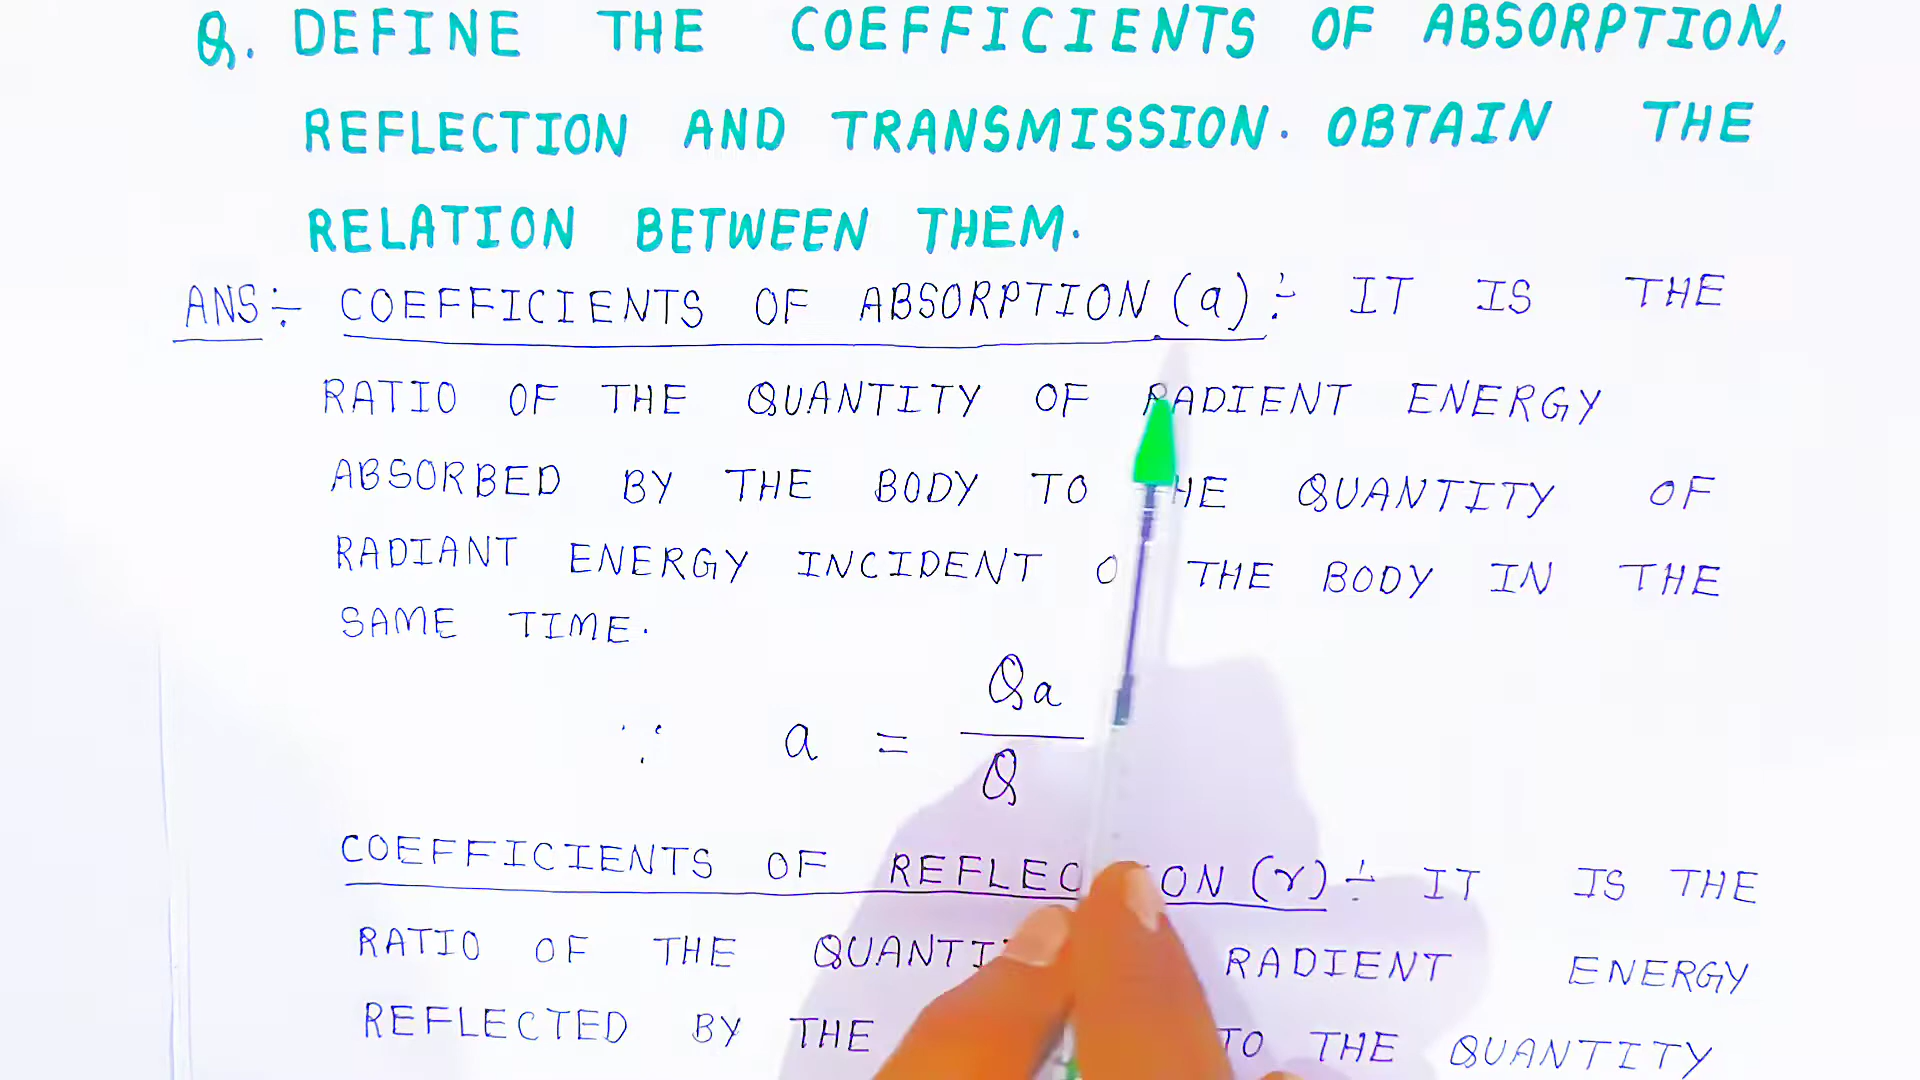 Q. DEFINE THE COEFFICIENTS OF ABSORPTION,
REFLECTION AND TRANSMISSION. OBTAIN THE
RELATION BETWEEN THEM.
ANS:- COEFFICIENTS OF ABSORPTION (a) :- IT IS THE
RATIO OF THE QUANTITY OF RADIENT ENERGY
ABSORBED BY THE BODY TO HE QUANTITY OF
RADIANT ENERGY INCIDENT O THE BODY IN THE
SAME TIME.
∵ a = Qa / Q
COEFFICIENTS OF REFLEC ON (r) :- IT IS THE
RATIO OF THE QUANTI RADIENT ENERGY
REFLECTED BY THE TO THE QUANTITY